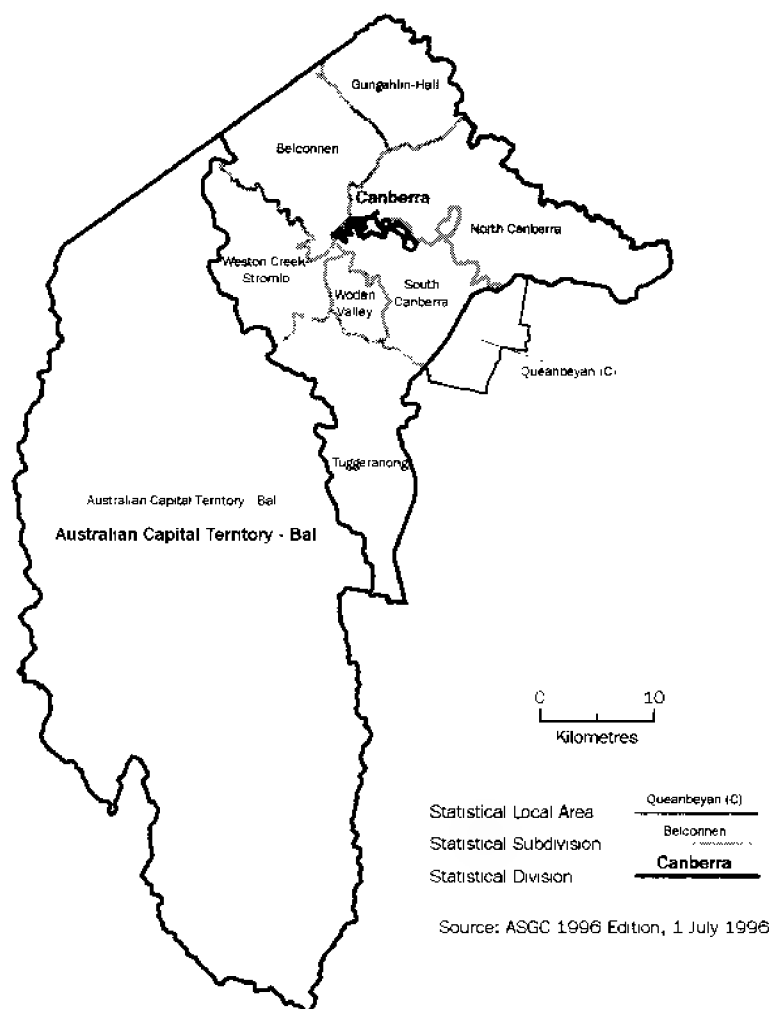 Gungahlin-Hall
Belconnen
Canberra
North Canberra
Weston Creek-
Stromlo
Woden
Valley
South
Canberra
Queanbeyan (C)
Tuggeranong
Australian Capital Territory - Bal
Australian Capital Territory - Bal
0 10
Kilometres
Statistical Local Area Queanbeyan (C)
Statistical Subdivision Belconnen
Statistical Division Canberra
Source: ASGC 1996 Edition, 1 July 1996